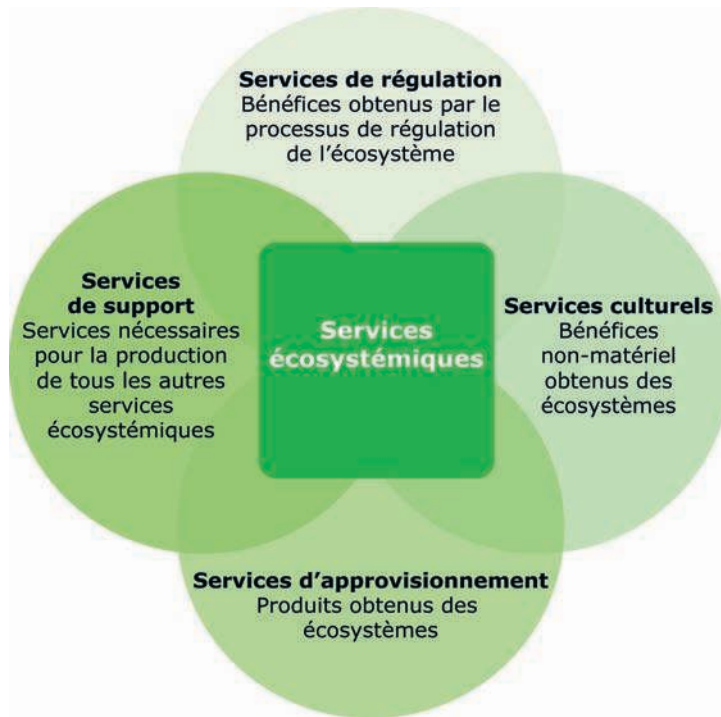 Services de régulation
Bénéfices obtenus par le
processus de régulation
de l'écosystème
Services
de support
Services nécessaires
pour la production
de tous les autres
services
écosystémiques
Services
écosystémiques
Services culturels
Bénéfices
non-matériel
obtenus des
écosystèmes
Services d'approvisionnement
Produits obtenus des
écosystèmes